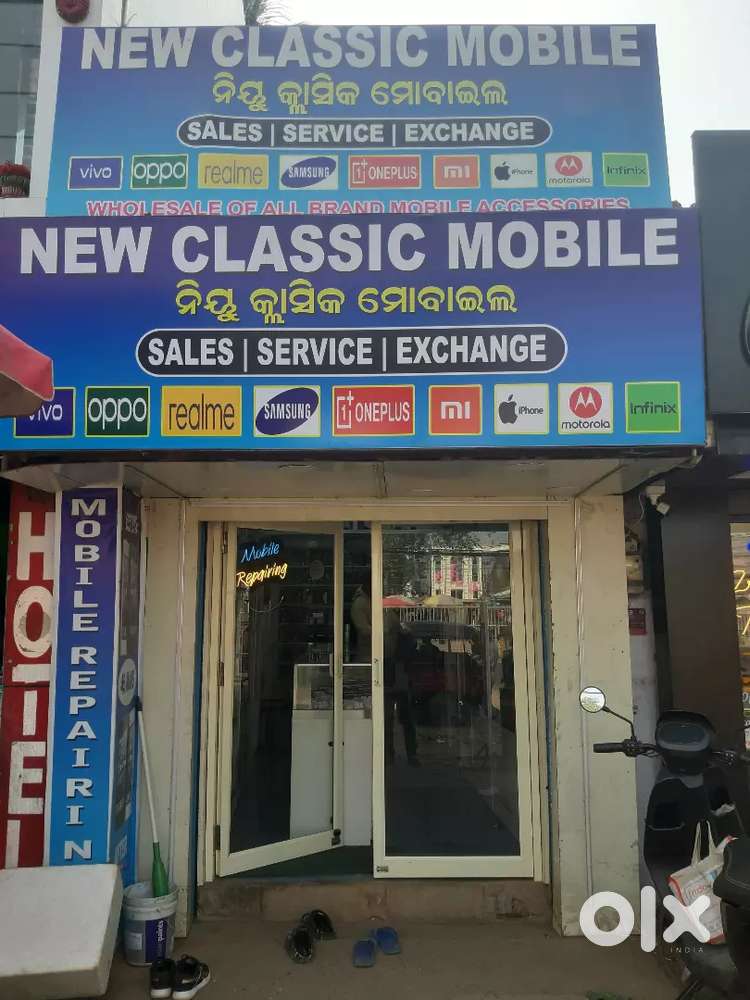 NEW CLASSIC MOBILE
ନିୟୁ କ୍ଲାସିକ ମୋବାଇଲ
SALES | SERVICE | EXCHANGE
vivo oppo realme SAMSUNG 1+ ONEPLUS mi iPhone motorola Infinix
WHOLESALE OF ALL BRAND MOBILE ACCESSORIES
NEW CLASSIC MOBILE
ନିୟୁ କ୍ଲାସିକ ମୋବାଇଲ
SALES | SERVICE | EXCHANGE
vivo oppo realme SAMSUNG 1+ ONEPLUS mi iPhone motorola Infinix
HOTEL
MOBILE REPAIRIN
Mobile
Repairing
olx
INDIA